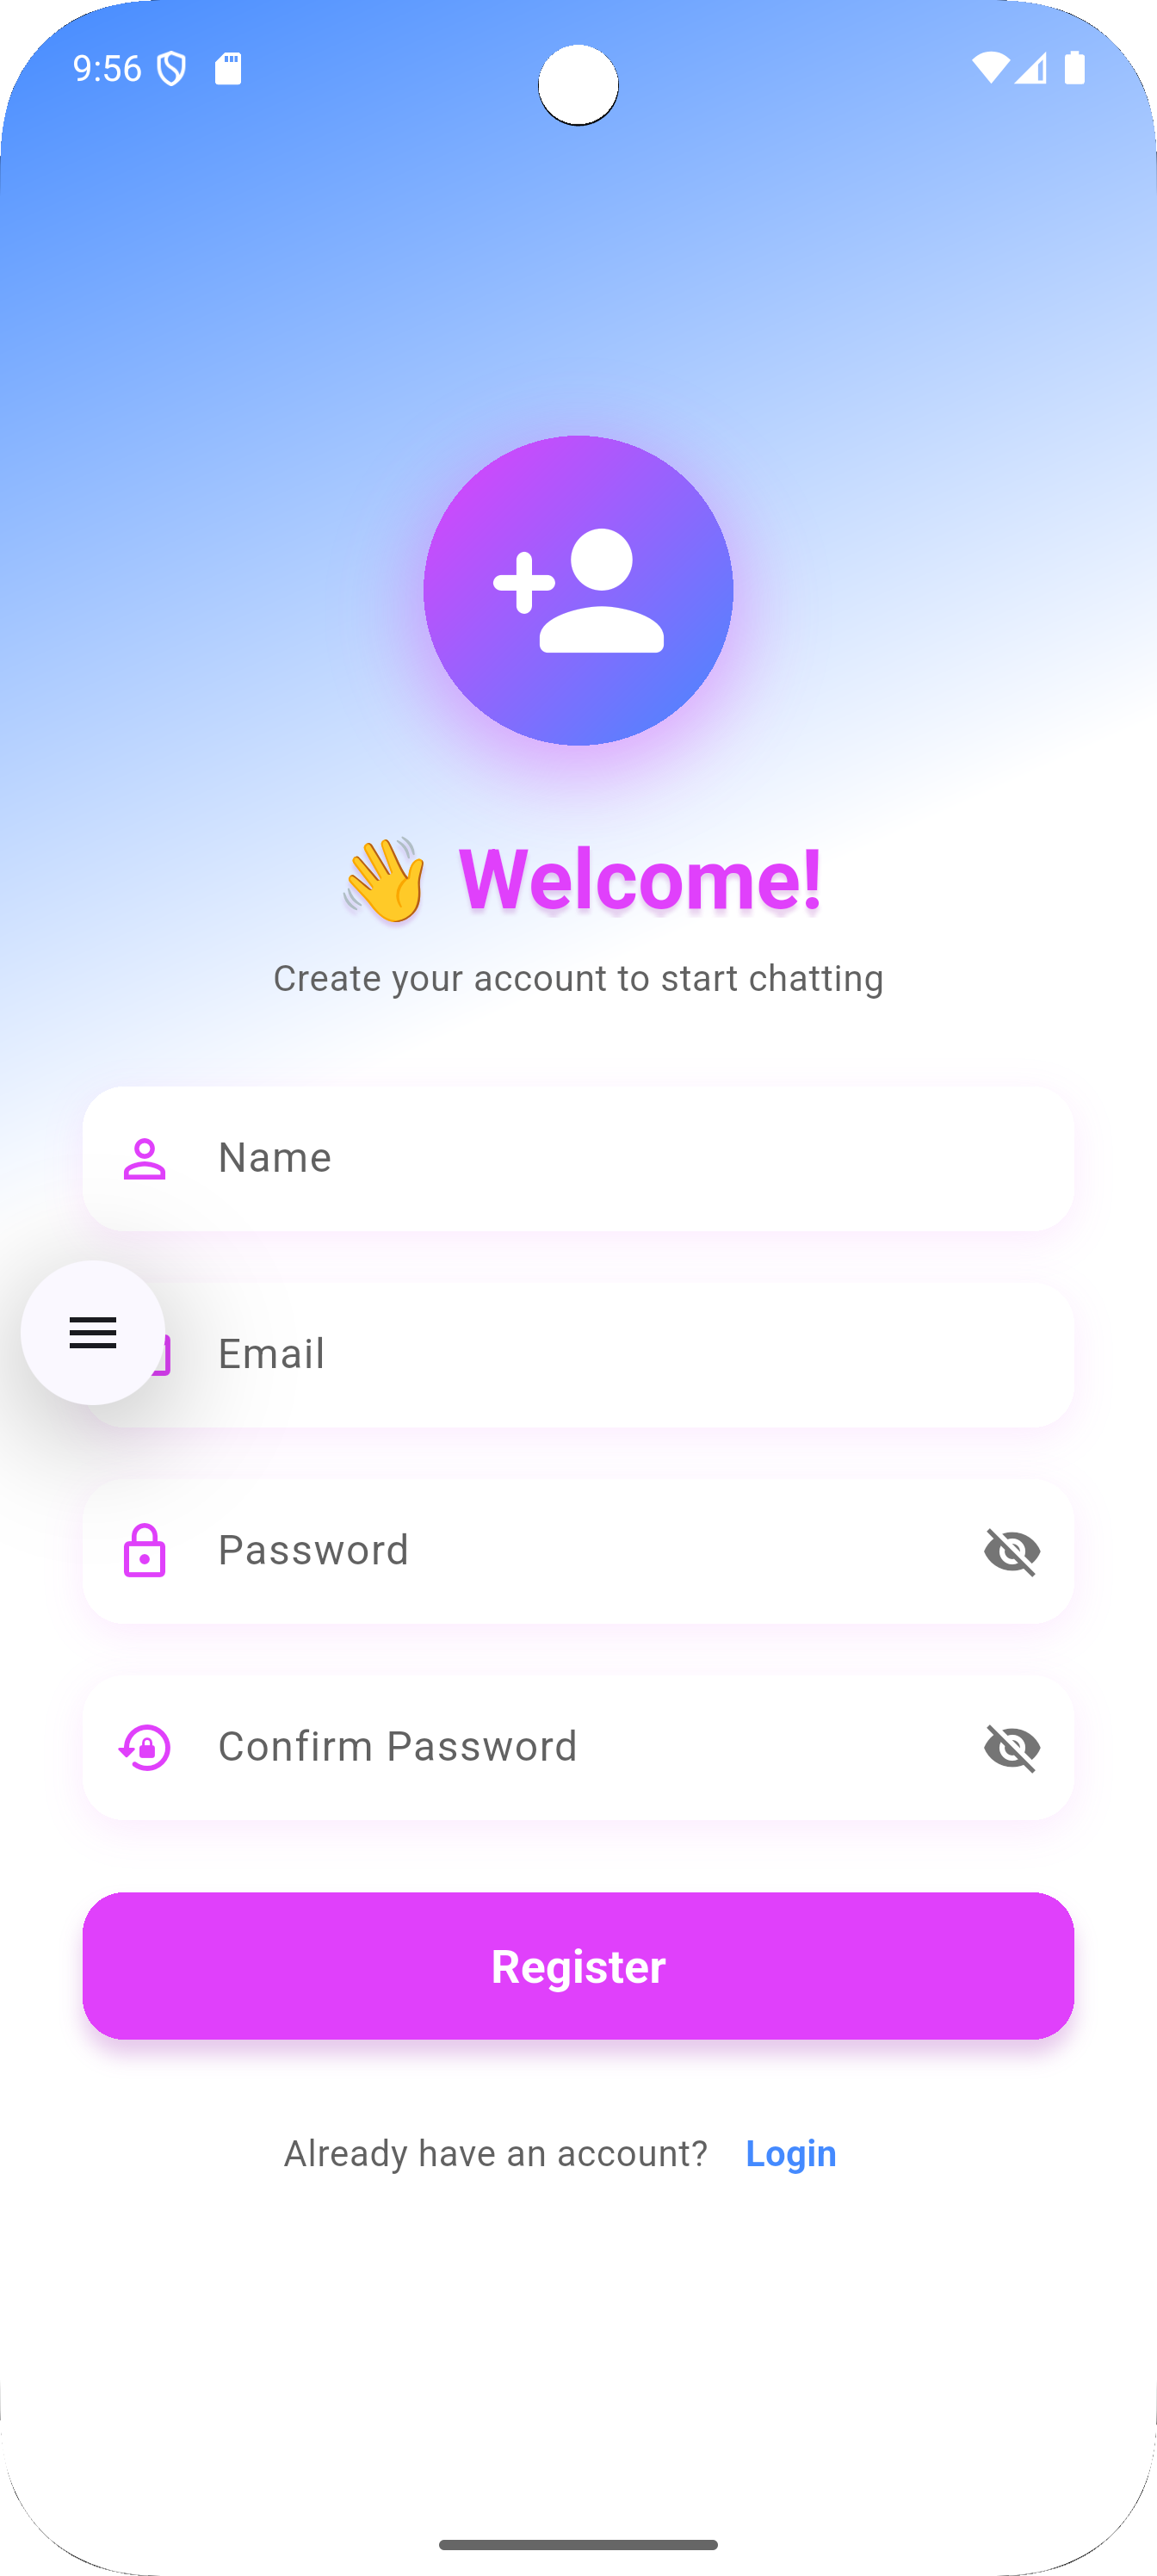 9:56
👋 Welcome!
Create your account to start chatting
Name
Email
Password
Confirm Password
Register
Already have an account? Login